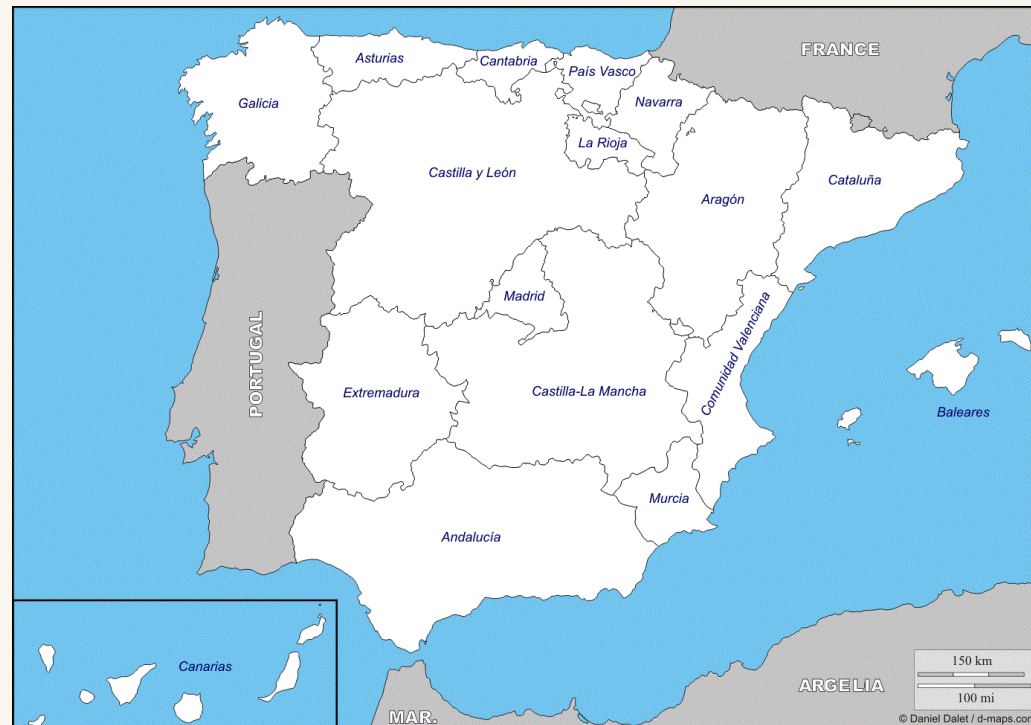 FRANCE
Asturias
Cantabria
País Vasco
Galicia
Navarra
La Rioja
Castilla y León
Cataluña
Aragón
Madrid
Comunidad Valenciana
PORTUGAL
Extremadura
Castilla-La Mancha
Baleares
Murcia
Andalucía
Canarias
150 km
ARGELIA
100 mi
MAR.
© Daniel Dalet / d-maps.com